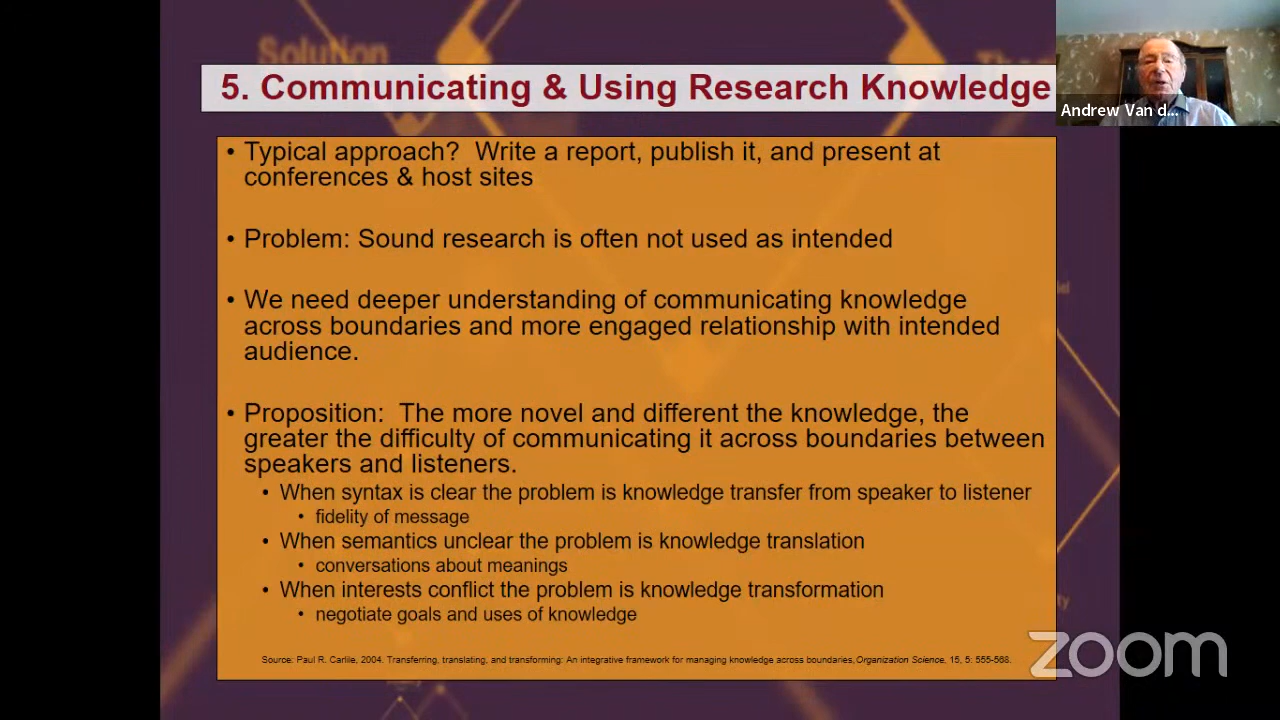 Solution
5. Communicating & Using Research Knowledge
Andrew Van d...
• Typical approach?  Write a report, publish it, and present at
conferences & host sites
• Problem: Sound research is often not used as intended
• We need deeper understanding of communicating knowledge
across boundaries and more engaged relationship with intended
audience.
• Proposition:  The more novel and different the knowledge, the
greater the difficulty of communicating it across boundaries between
speakers and listeners.
• When syntax is clear the problem is knowledge transfer from speaker to listener
• fidelity of message
• When semantics unclear the problem is knowledge translation
• conversations about meanings
• When interests conflict the problem is knowledge transformation
• negotiate goals and uses of knowledge
Source: Paul R. Carlile, 2004. Transferring, translating, and transforming: An integrative framework for managing knowledge across boundaries, Organization Science, 15, 5: 555-568.
zoom